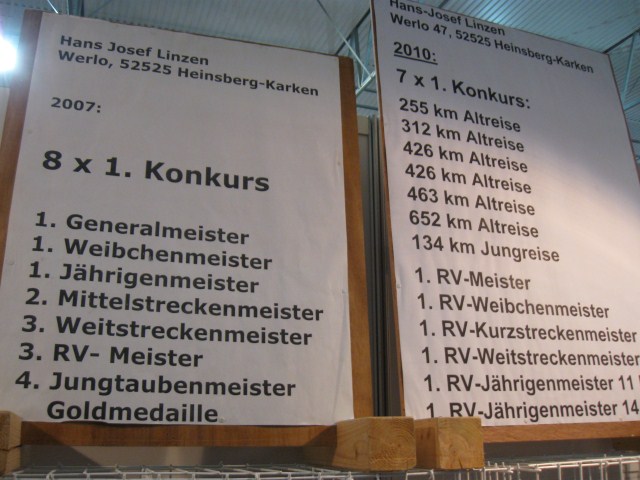 Hans Josef Linzen
Werlo, 52525 Heinsberg-Karken
2007:
8 x 1. Konkurs
1. Generalmeister
1. Weibchenmeister
1. Jährigenmeister
2. Mittelstreckenmeister
3. Weitstreckenmeister
3. RV- Meister
4. Jungtaubenmeister
Goldmedaille
Hans-Josef Linzen
Werlo 47, 52525 Heinsberg-Karken
2010:
7 x 1. Konkurs:
255 km Altreise
312 km Altreise
426 km Altreise
426 km Altreise
463 km Altreise
652 km Altreise
134 km Jungreise
1. RV-Meister
1. RV-Weibchenmeister
1. RV-Kurzstreckenmeister
1. RV-Weitstreckenmeister
1. RV-Jährigenmeister 11
1. RV-Jährigenmeister 14